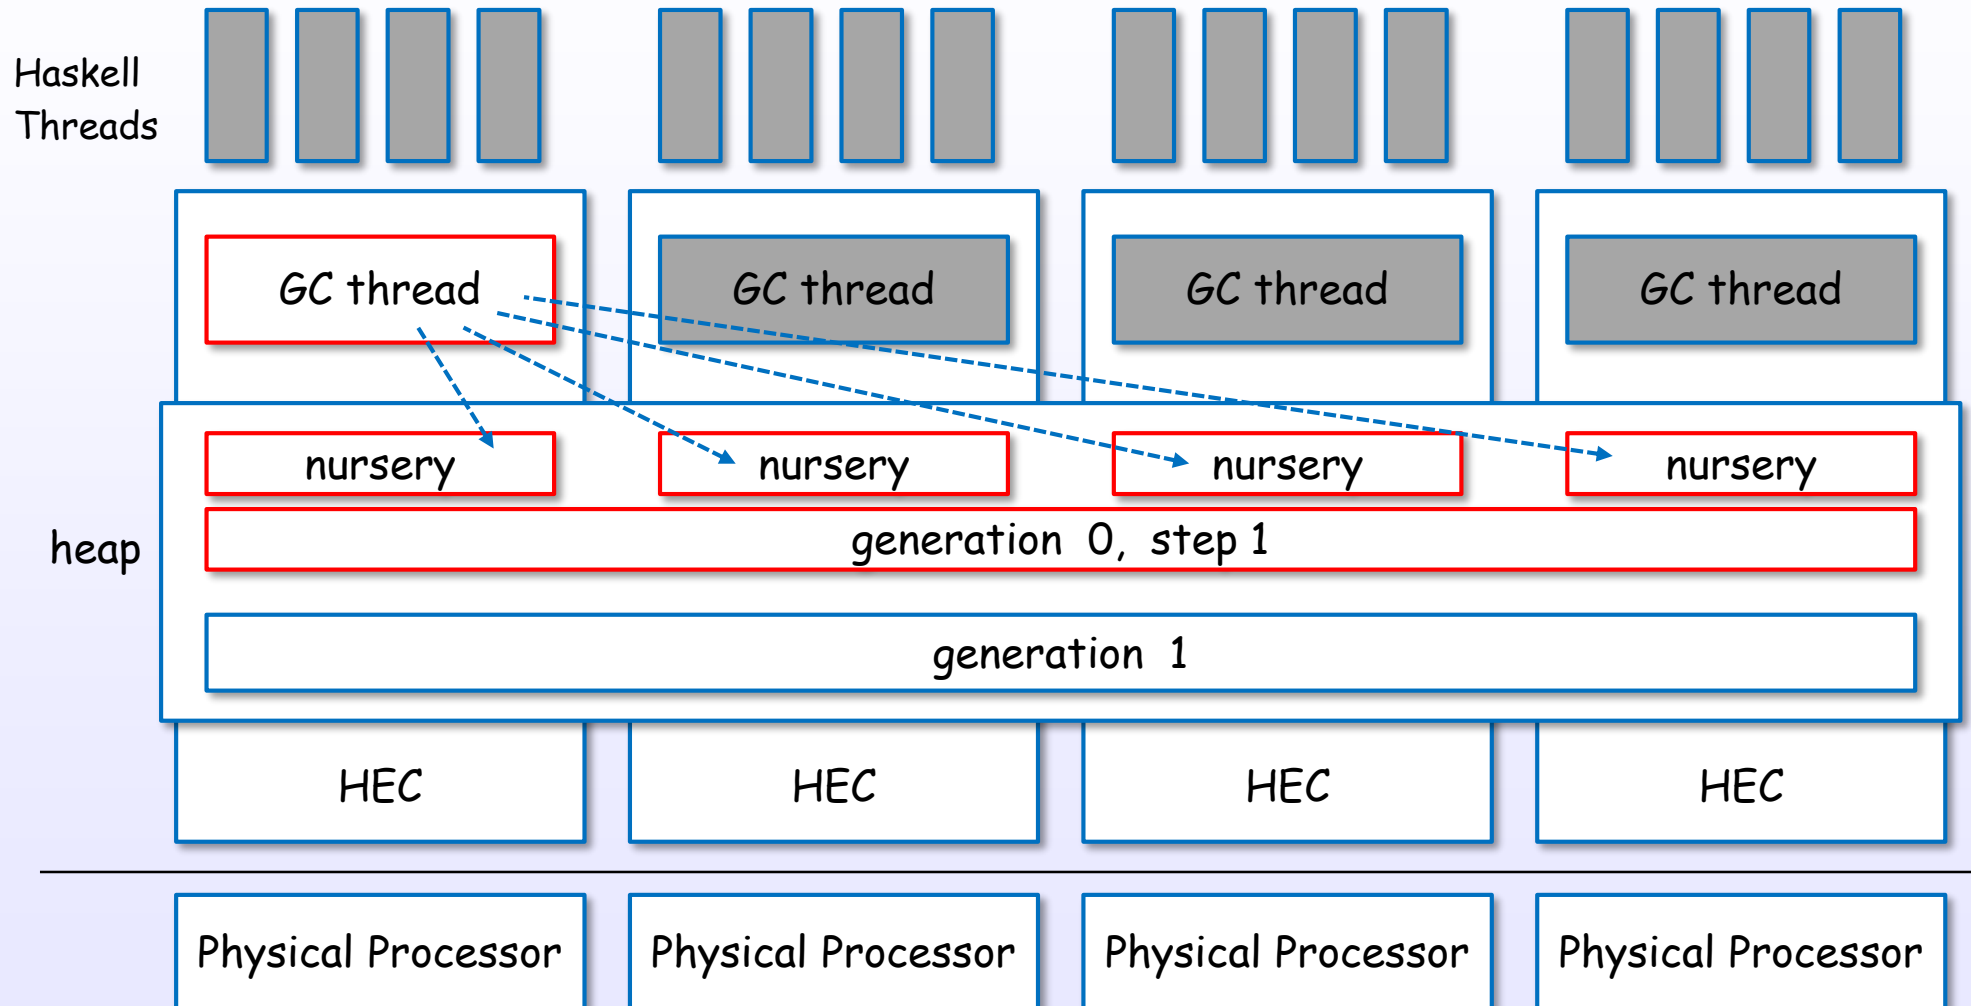 Haskell
Threads
GC thread
GC thread
GC thread
GC thread
nursery
nursery
nursery
nursery
generation 0, step 1
heap
generation 1
HEC
HEC
HEC
HEC
Physical Processor
Physical Processor
Physical Processor
Physical Processor